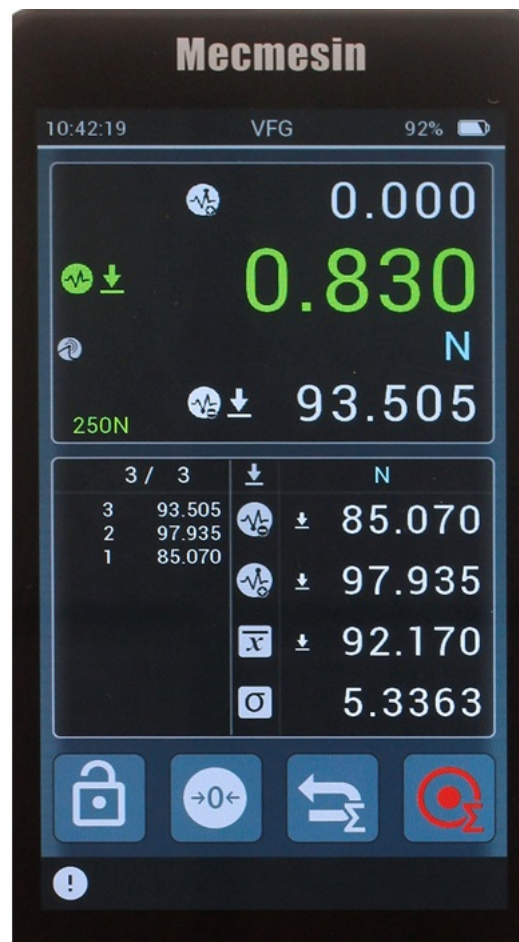 Mecmesin
10:42:19 VFG 92%
0.000
0.830
N
250N 93.505
3 / 3 N
3 93.505 85.070
2 97.935
1 85.070
97.935
x 92.170
σ 5.3363
→0← Σ Σ
!